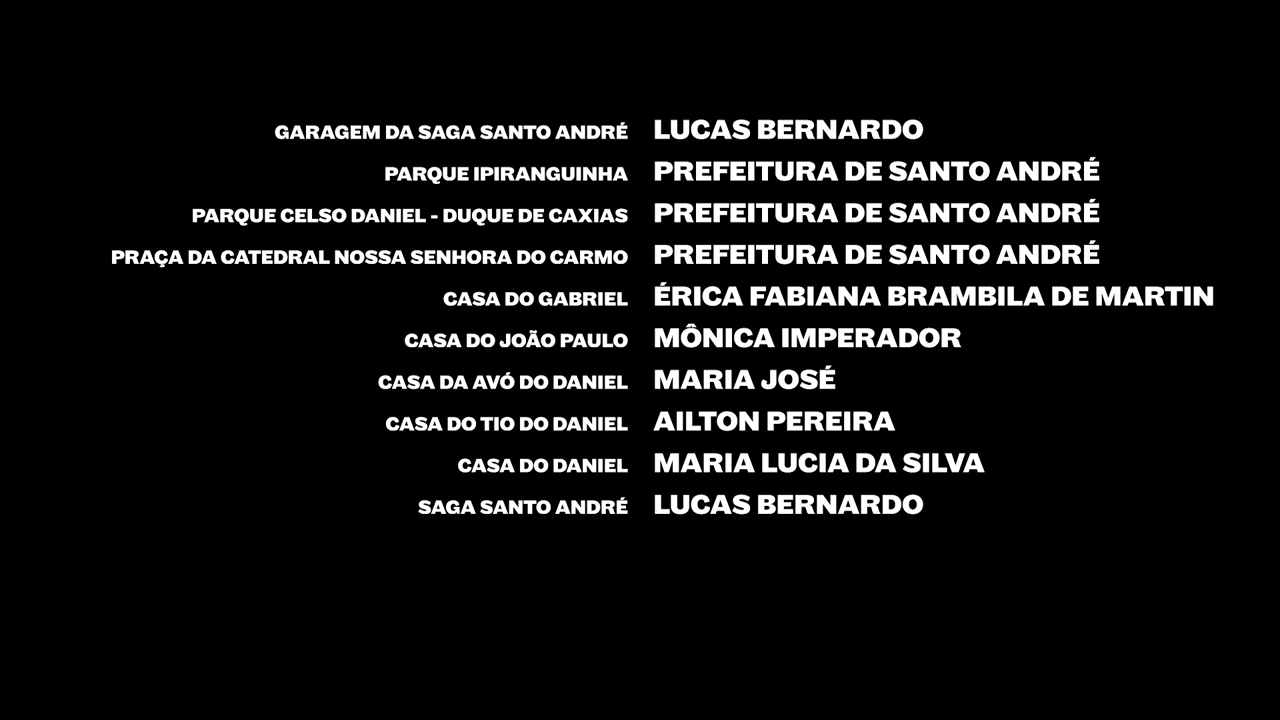 GARAGEM DA SAGA SANTO ANDRÉ LUCAS BERNARDO
PARQUE IPIRANGUINHA PREFEITURA DE SANTO ANDRÉ
PARQUE CELSO DANIEL - DUQUE DE CAXIAS PREFEITURA DE SANTO ANDRÉ
PRAÇA DA CATEDRAL NOSSA SENHORA DO CARMO PREFEITURA DE SANTO ANDRÉ
CASA DO GABRIEL ÉRICA FABIANA BRAMBILA DE MARTIN
CASA DO JOÃO PAULO MÔNICA IMPERADOR
CASA DA AVÓ DO DANIEL MARIA JOSÉ
CASA DO TIO DO DANIEL AILTON PEREIRA
CASA DO DANIEL MARIA LUCIA DA SILVA
SAGA SANTO ANDRÉ LUCAS BERNARDO